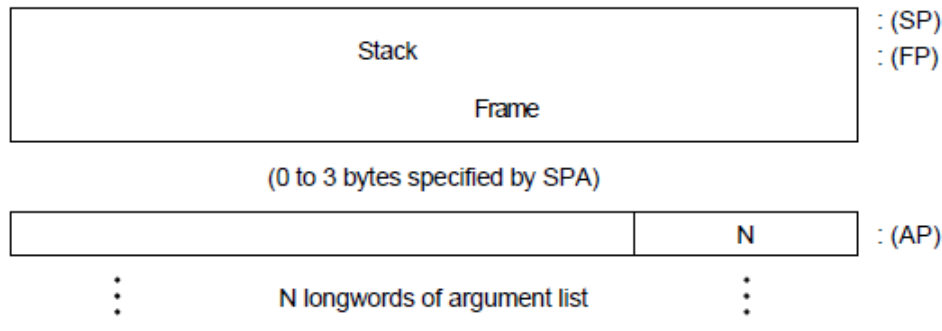 : (SP)
Stack : (FP)
Frame
(0 to 3 bytes specified by SPA)
N : (AP)
N longwords of argument list